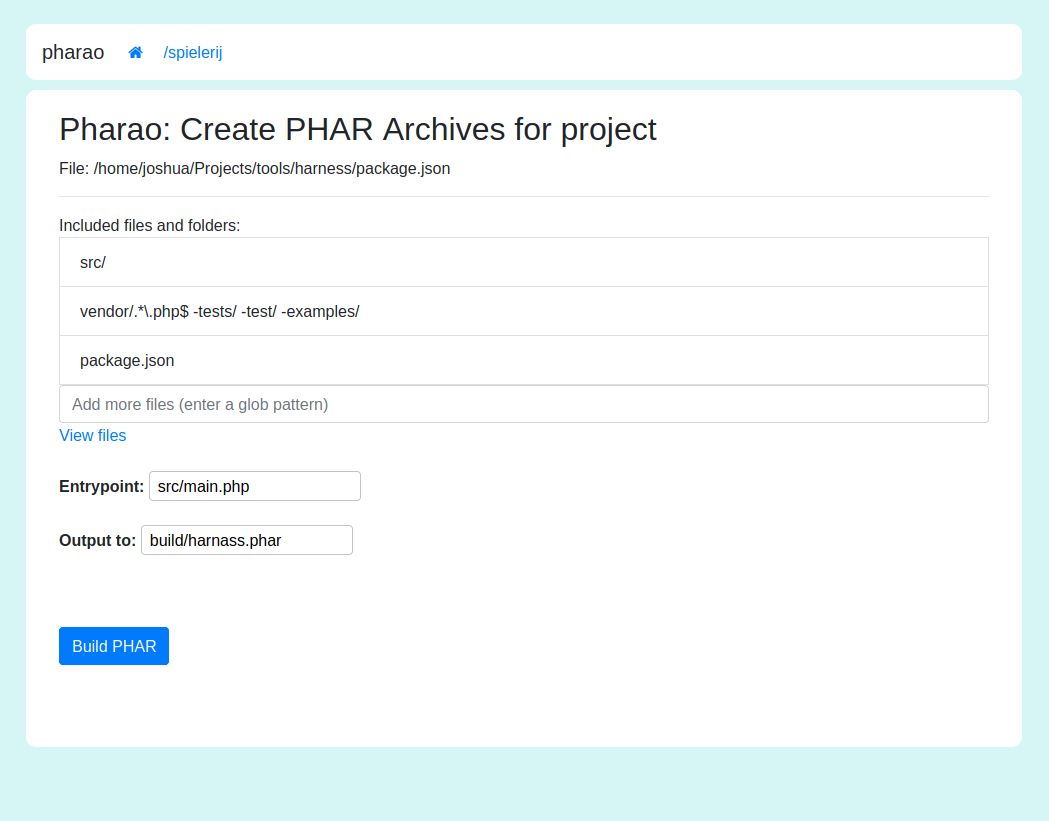 pharao /spielerij
Pharao: Create PHAR Archives for project
File: /home/joshua/Projects/tools/harness/package.json
Included files and folders:
src/
vendor/.*\.php$ -tests/ -test/ -examples/
package.json
Add more files (enter a glob pattern)
View files
Entrypoint: src/main.php
Output to: build/harnass.phar
Build PHAR